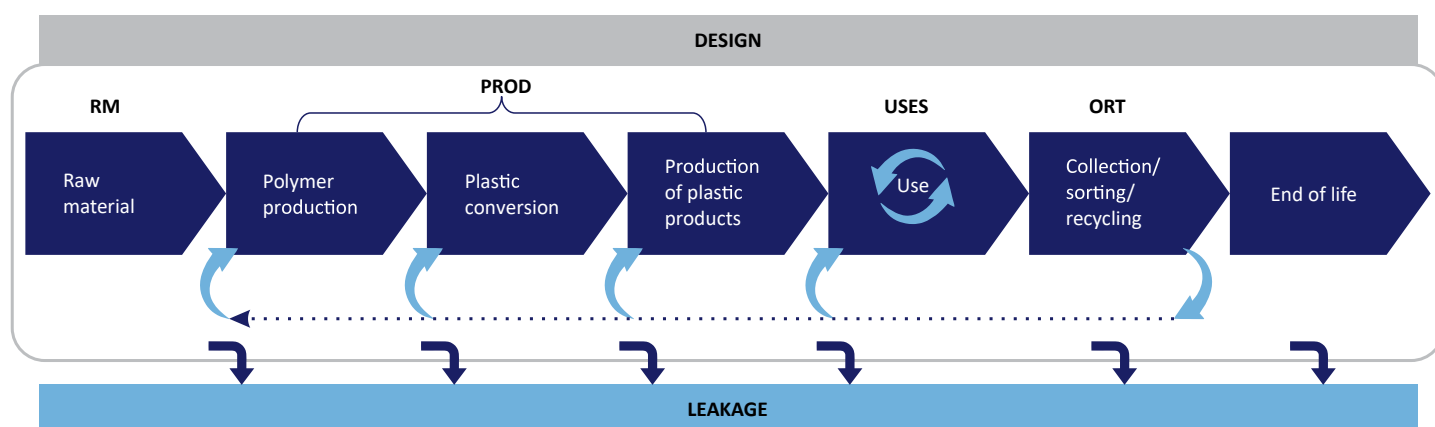 DESIGN
PROD
RM
USES
ORT
Raw
material
Polymer
production
Plastic
conversion
Production
of plastic
products
Use
Collection/
sorting/
recycling
End of life
LEAKAGE